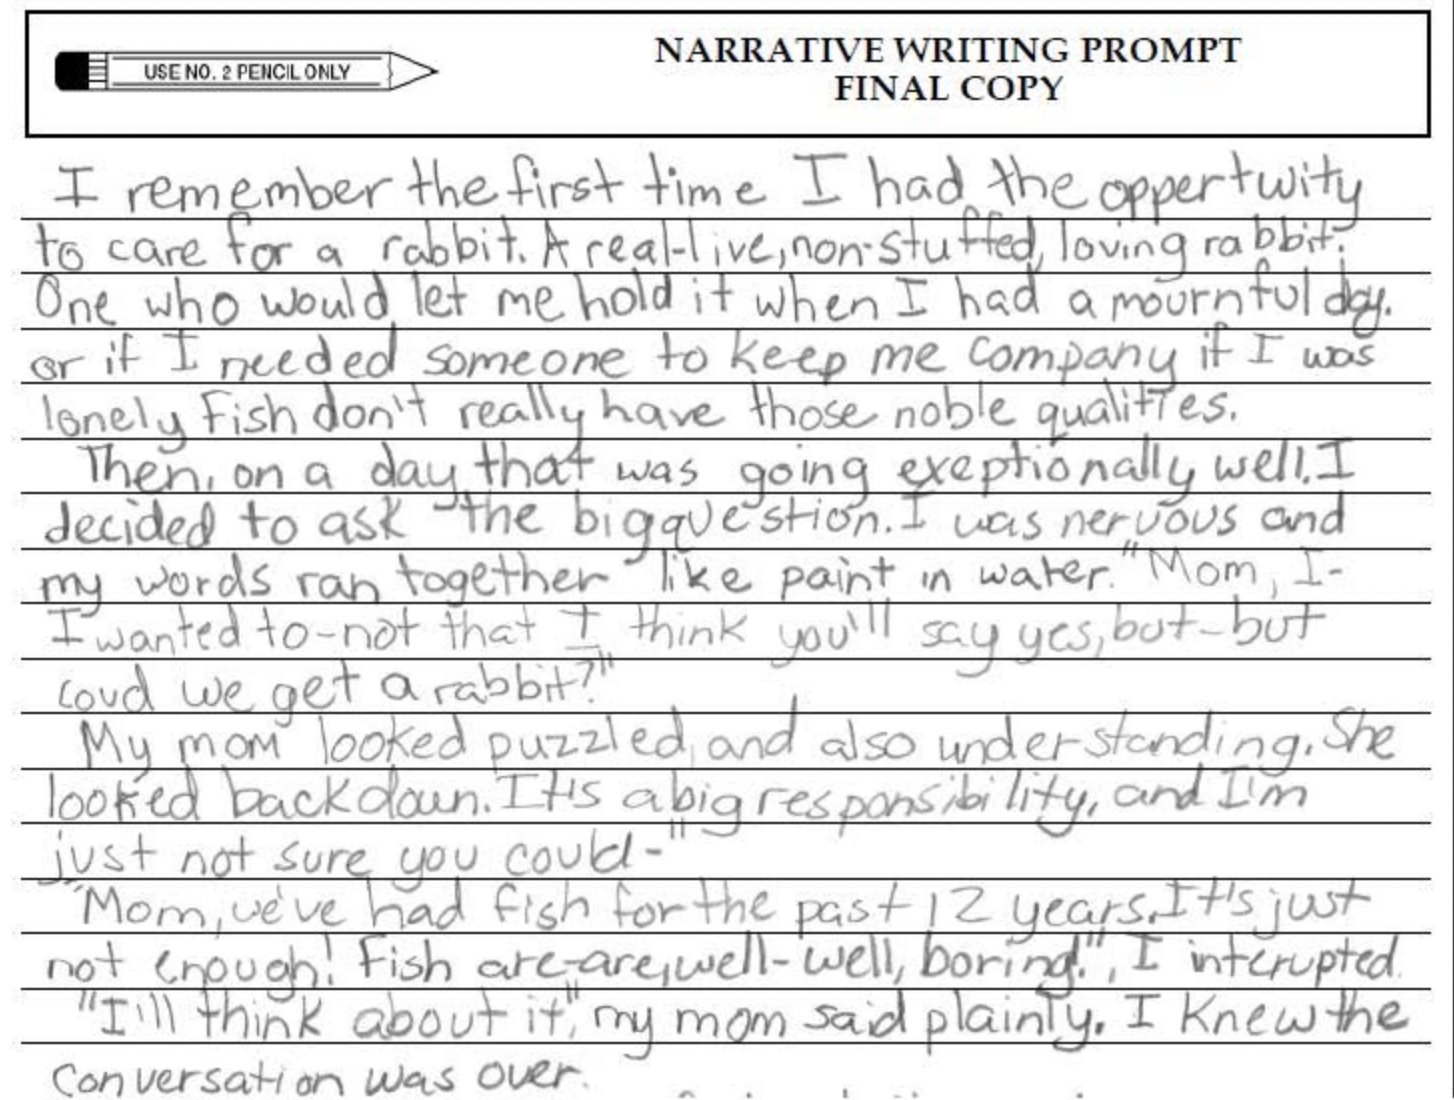 USE NO. 2 PENCIL ONLY
NARRATIVE WRITING PROMPT
FINAL COPY
I remember the first time I had the oppertwity
to care for a rabbit. A real-live, non-stuffed, loving rabbit.
One who would let me hold it when I had a mournful day.
or if I needed someone to keep me company if I was
lonely Fish don't really have those noble qualities.
Then, on a day that was going exeptionally well, I
decided to ask the big question. I was nervous and
my words ran together like paint in water. "Mom, I-
I wanted to-not that I think you'll say yes, but-but
coud we get a rabbit?"
My mom looked puzzled, and also understanding. She
looked back down. It's a big responsibility, and I'm
just not sure you could-"
"Mom, we've had fish for the past 12 years. It's just
not enough! Fish are-are, well-well, boring!", I interupted.
"I'll think about it," my mom said plainly. I knew the
conversation was over.